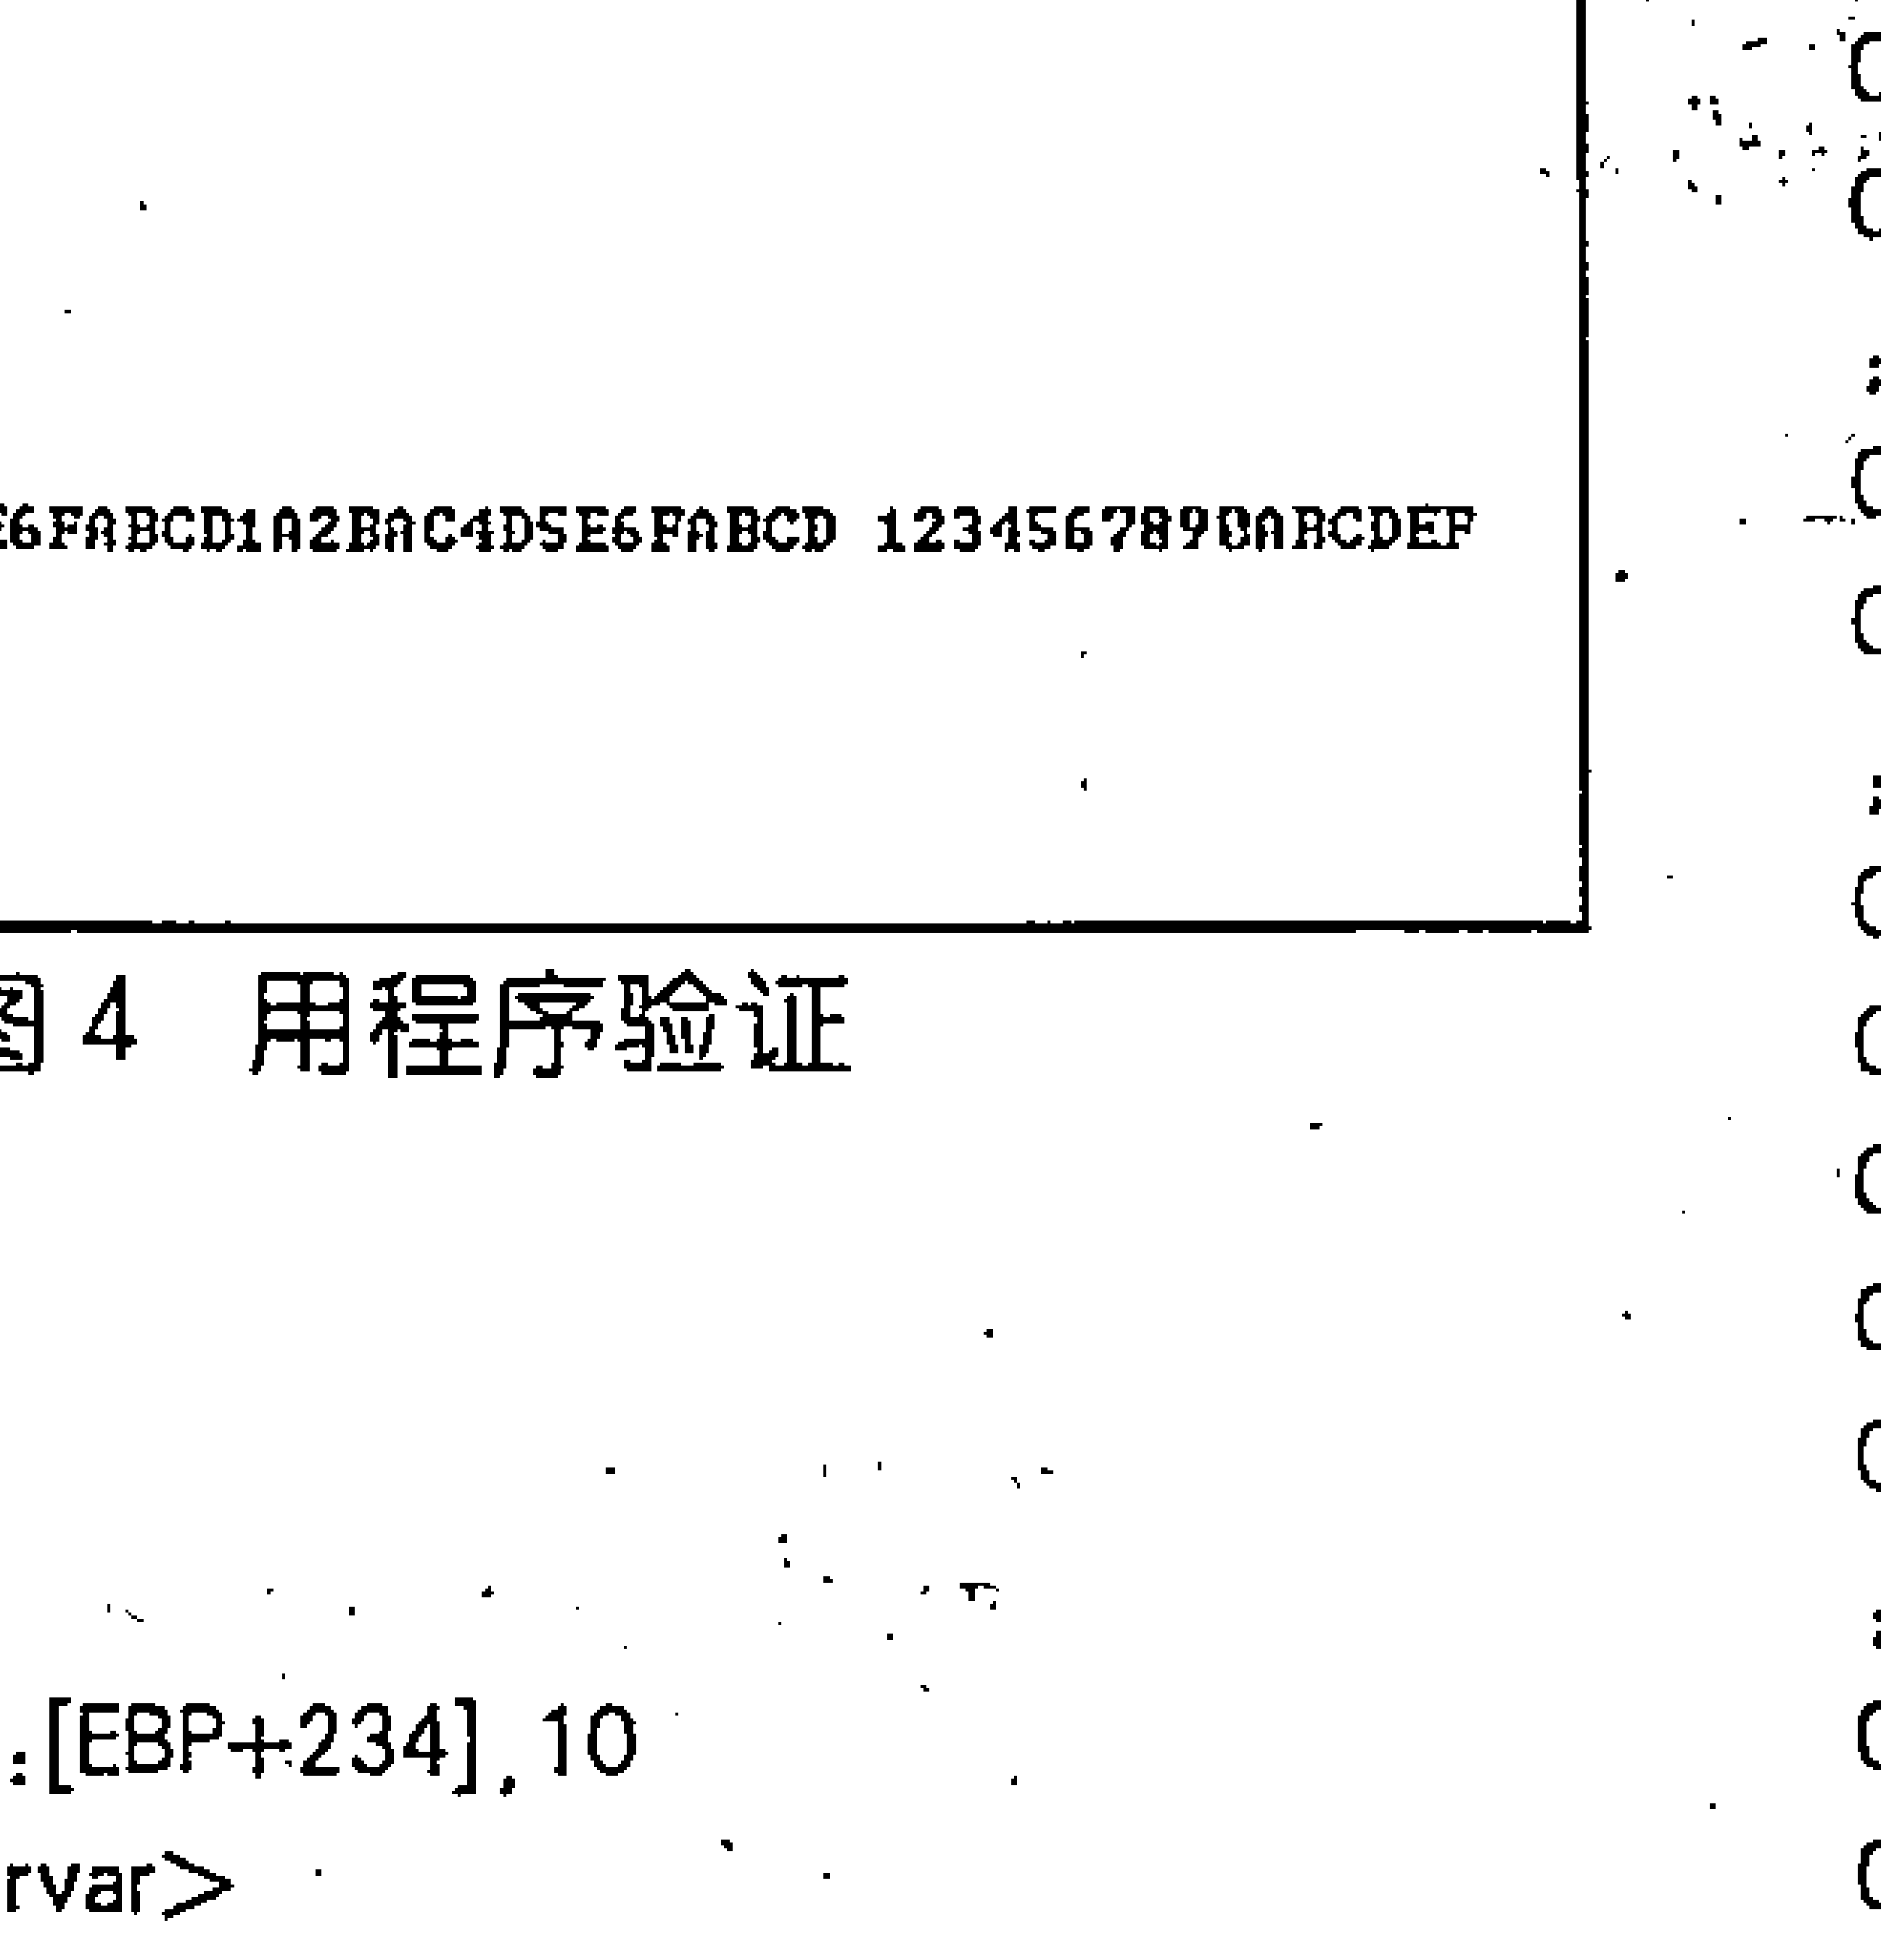 E6FABCD1A2BAC4D5E6FABCD 1234567890ABCDEF
图 4 用程序验证
:[EBP+234],10
rvar>